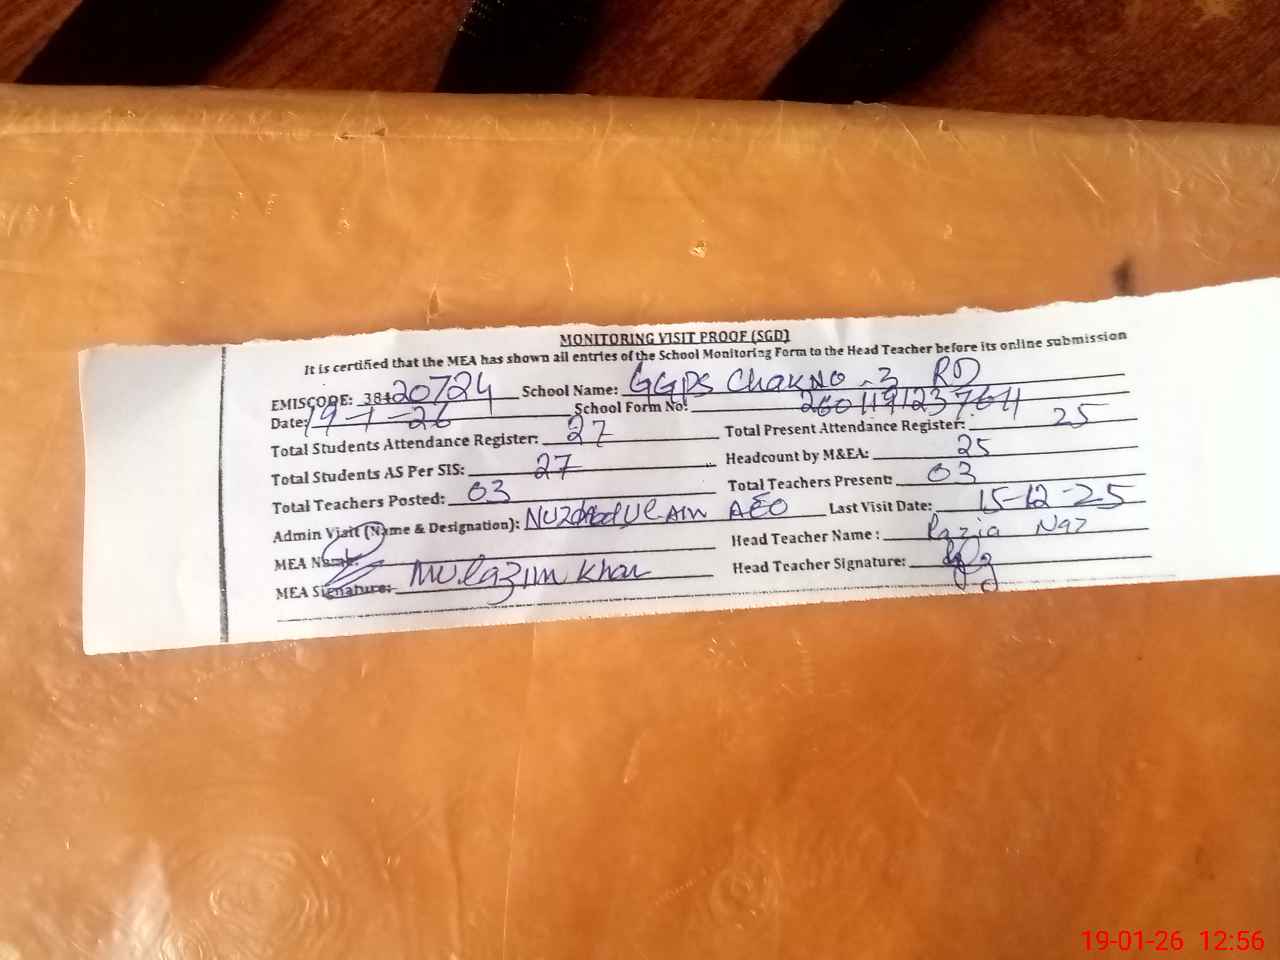 MONITORING VISIT PROOF (SGD)
It is certified that the MEA has shown all entries of the School Monitoring Form to the Head Teacher before its online submission
EMISCODE: 38420724 School Name: GGPS Chak No. 3 RD
Date: 19-1-26 School Form No: 2601191237641
Total Students Attendance Register: 27 Total Present Attendance Register: 25
Total Students AS Per SIS: 27 Headcount by M&EA: 25
Total Teachers Posted: 03 Total Teachers Present: 03
Admin Visit (Name & Designation): AEO Last Visit Date: 15-12-25
MEA Name: Head Teacher Name : Razia Naz
MEA Signature: Mulazim Khan Head Teacher Signature:
19-01-26 12:56